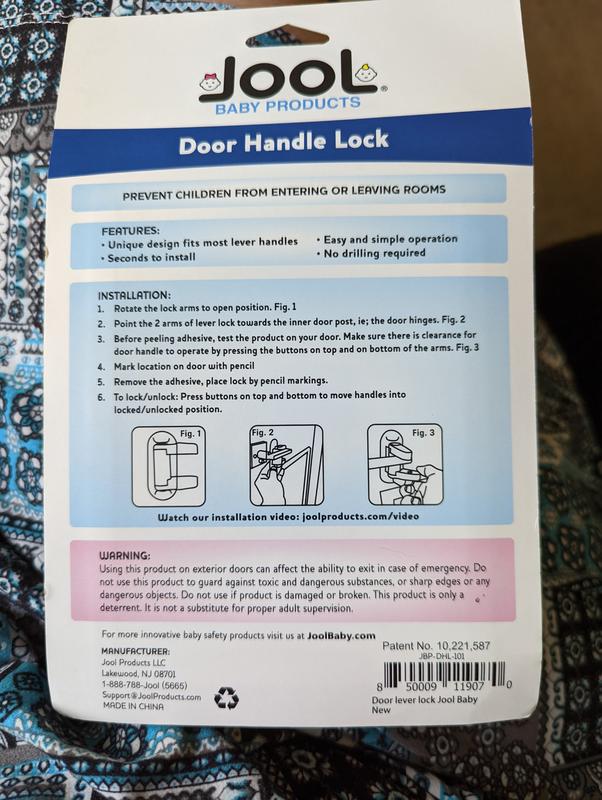 JooL®
BABY PRODUCTS
Door Handle Lock
PREVENT CHILDREN FROM ENTERING OR LEAVING ROOMS
FEATURES:
• Unique design fits most lever handles
• Seconds to install
• Easy and simple operation
• No drilling required
INSTALLATION:
1. Rotate the lock arms to open position. Fig. 1
2. Point the 2 arms of lever lock towards the inner door post, ie; the door hinges. Fig. 2
3. Before peeling adhesive, test the product on your door. Make sure there is clearance for
door handle to operate by pressing the buttons on top and on bottom of the arms. Fig. 3
4. Mark location on door with pencil
5. Remove the adhesive, place lock by pencil markings.
6. To lock/unlock: Press buttons on top and bottom to move handles into
locked/unlocked position.
Fig. 1
Fig. 2
Fig. 3
Watch our installation video: joolproducts.com/video
WARNING:
Using this product on exterior doors can affect the ability to exit in case of emergency. Do
not use this product to guard against toxic and dangerous substances, or sharp edges or any
dangerous objects. Do not use if product is damaged or broken. This product is only a
deterrent. It is not a substitute for proper adult supervision.
For more innovative baby safety products visit us at JoolBaby.com
MANUFACTURER:
Jool Products LLC
Lakewood, NJ 08701
1-888-788-Jool (5665)
Support@JoolProducts.com
MADE IN CHINA
Patent No. 10,221,587
JBP-DHL-101
8 50009 11907 0
Door lever lock Jool Baby
New